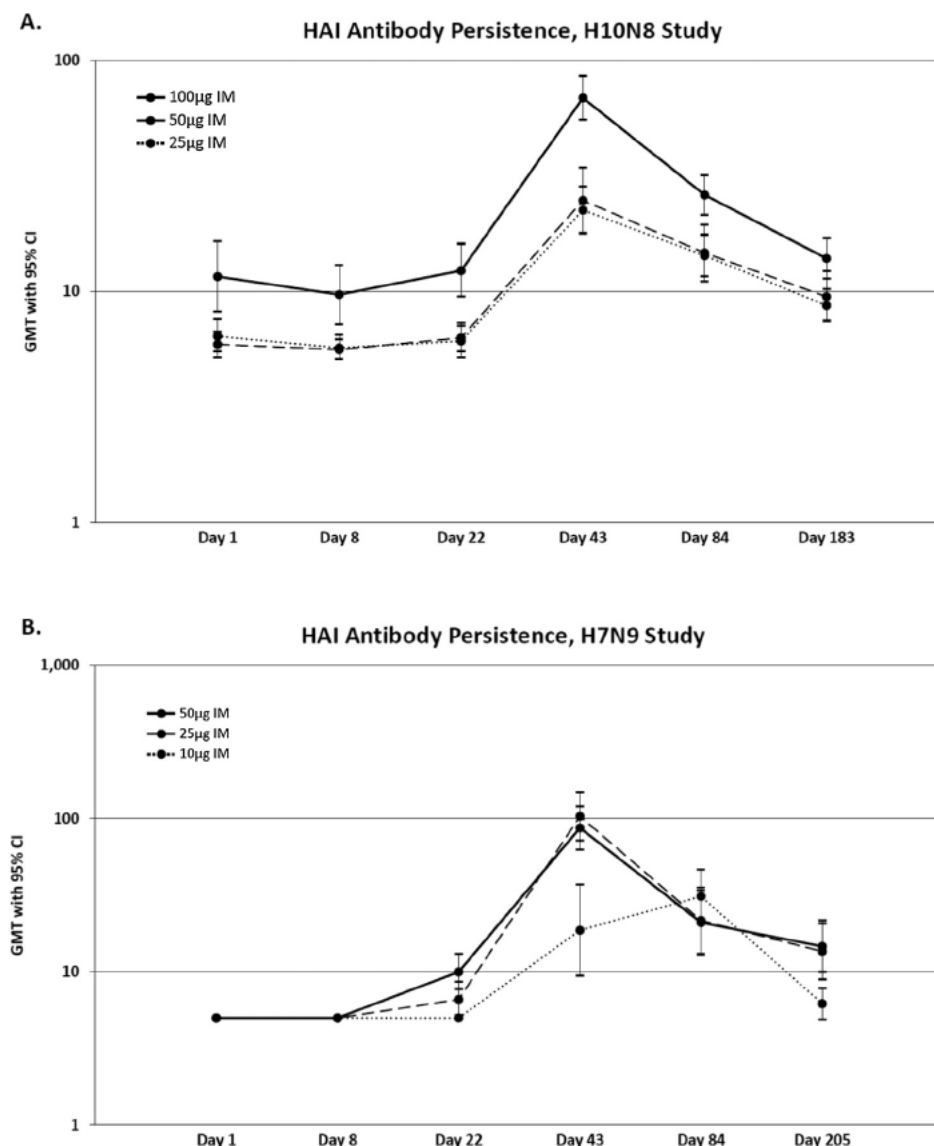 A.
HAI Antibody Persistence, H10N8 Study
100
100µg IM
50µg IM
25µg IM
GMT with 95% CI
10
1
Day 1 Day 8 Day 22 Day 43 Day 84 Day 183
B.
HAI Antibody Persistence, H7N9 Study
1,000
50µg IM
25µg IM
10µg IM
GMT with 95% CI
100
10
1
Day 1 Day 8 Day 22 Day 43 Day 84 Day 205